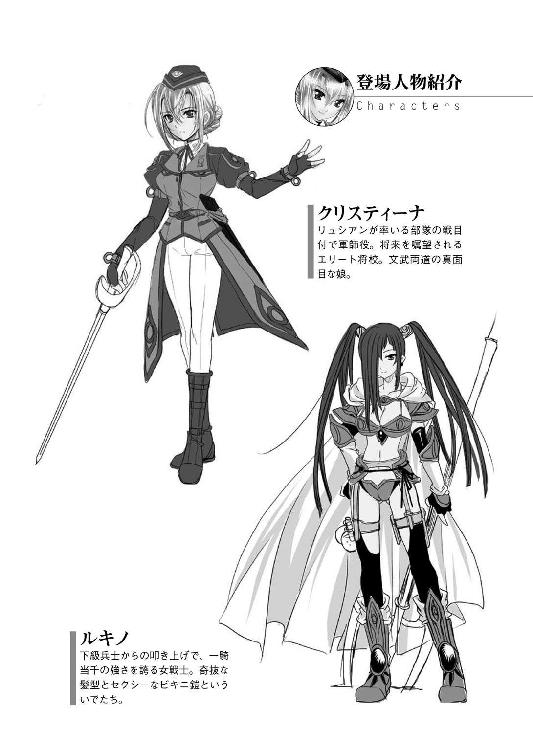 登場人物紹介
Characters
クリスティーナ
リュシアンが率いる部隊の戦目
付で軍師役。将来を嘱望される
エリート将校。文武両道の真面
目な娘。
ルキノ
下級兵士からの叩き上げで、一騎
当千の強さを誇る女戦士。奇抜な
髪型とセクシーなビキニ鎧という
いでたち。